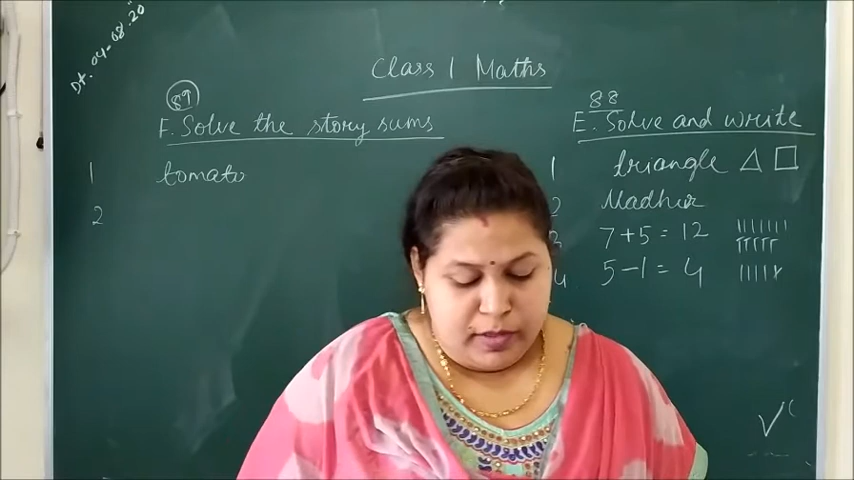 Dt. 04-08-20
Class 1 Maths
89
F. Solve the story sums
1 tomato
2
88
E. Solve and write
1 triangle
2 Madhur
3 7+5 = 12
4 5-1 = 4